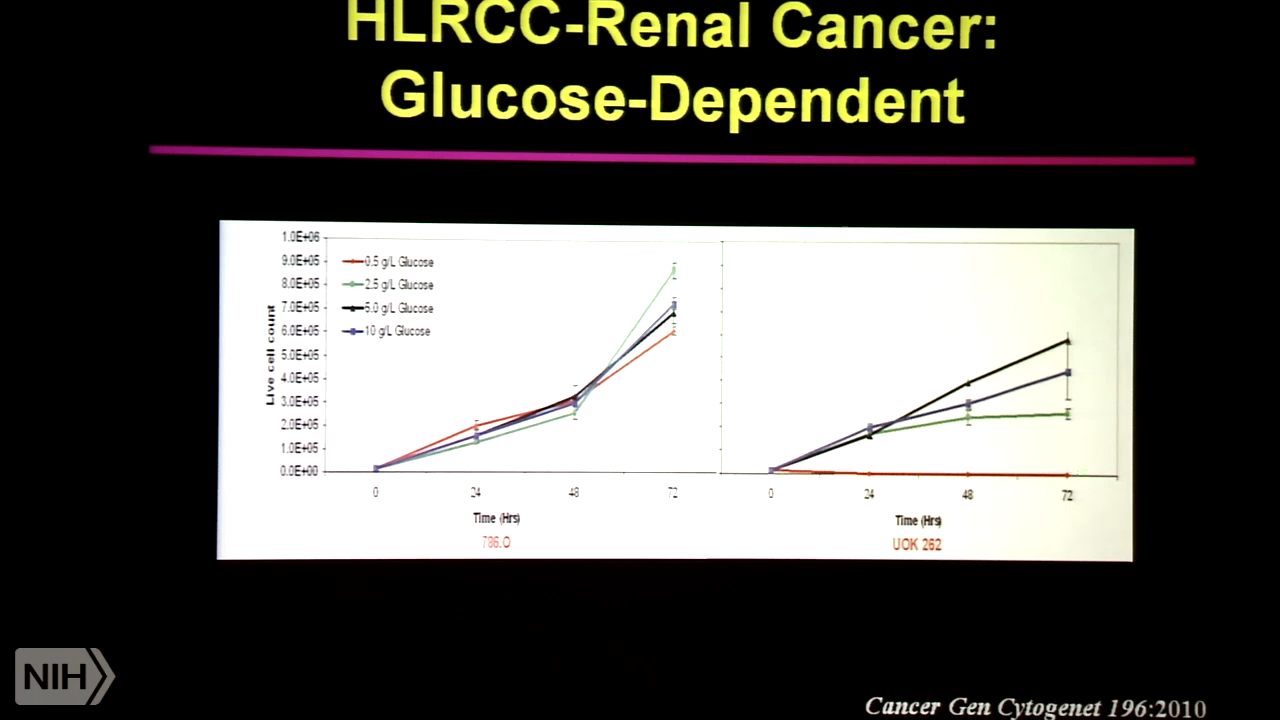 HLRCC-Renal Cancer:
Glucose-Dependent
1.0E+06
9.0E+05
8.0E+05
7.0E+05
6.0E+05
5.0E+05
4.0E+05
3.0E+05
2.0E+05
1.0E+05
0.0E+00
Live cell count
0.5 g/L Glucose
2.5 g/L Glucose
5.0 g/L Glucose
10 g/L Glucose
0 24 48 72
Time (Hrs)
786.O
0 24 48 72
Time (Hrs)
UOK 262
NIH
Cancer Gen Cytogenet 196:2010